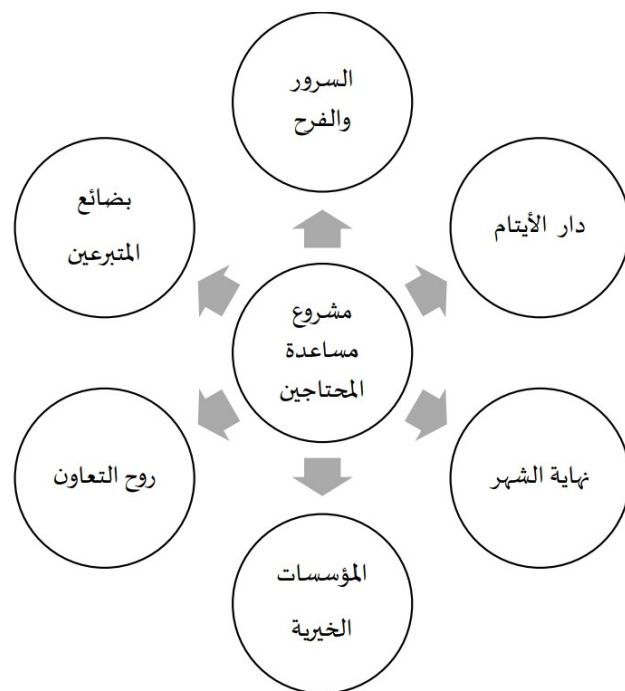 السرور
والفرح
دار الأيتام
بضائع
المتبرعين
مشروع
مساعدة
المحتاجين
نهاية الشهر
روح التعاون
المؤسسات
الخيرية